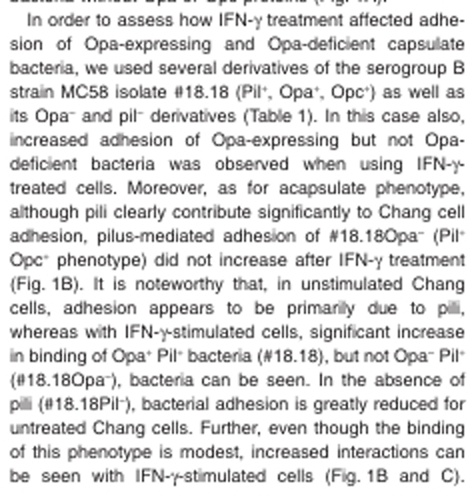 In order to assess how IFN-γ treatment affected adhe-
sion of Opa-expressing and Opa-deficient capsulate
bacteria, we used several derivatives of the serogroup B
strain MC58 isolate #18.18 (Pil⁺, Opa⁺, Opc⁺) as well as
its Opa⁻ and pil⁻ derivatives (Table 1). In this case also,
increased adhesion of Opa-expressing but not Opa-
deficient bacteria was observed when using IFN-γ-
treated cells. Moreover, as for acapsulate phenotype,
although pili clearly contribute significantly to Chang cell
adhesion, pilus-mediated adhesion of #18.18Opa⁻ (Pil⁺
Opc⁺ phenotype) did not increase after IFN-γ treatment
(Fig. 1B). It is noteworthy that, in unstimulated Chang
cells, adhesion appears to be primarily due to pili,
whereas with IFN-γ-stimulated cells, significant increase
in binding of Opa⁺ Pil⁺ bacteria (#18.18), but not Opa⁻ Pil⁺
(#18.18Opa⁻), bacteria can be seen. In the absence of
pili (#18.18Pil⁻), bacterial adhesion is greatly reduced for
untreated Chang cells. Further, even though the binding
of this phenotype is modest, increased interactions can
be seen with IFN-γ-stimulated cells (Fig. 1B and C).